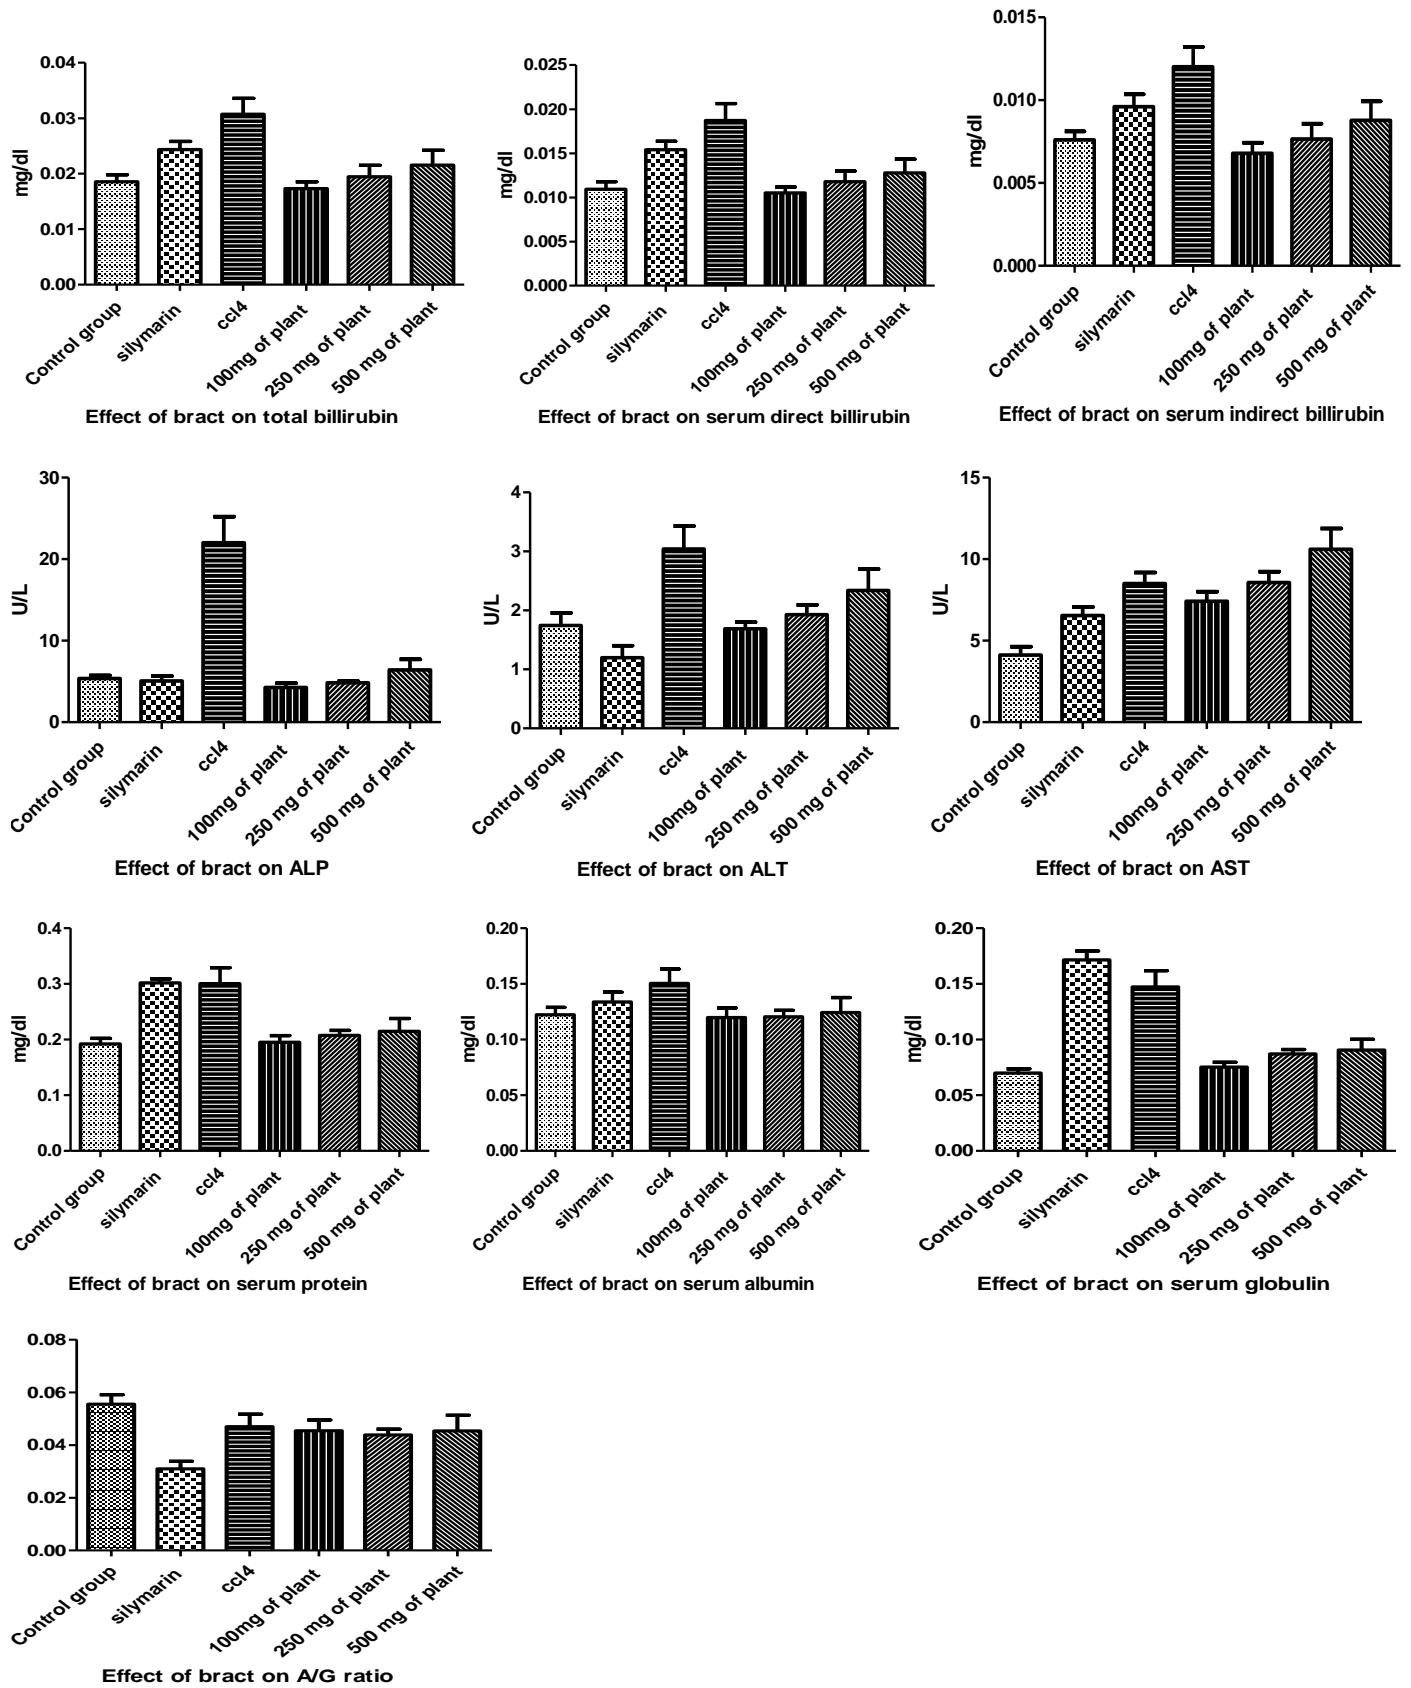 0.04
0.03
0.02
0.01
0.00
mg/dl
Control group
silymarin
ccl4
100mg of plant
250 mg of plant
500 mg of plant
Effect of bract on total billirubin
0.025
0.020
0.015
0.010
0.005
0.000
mg/dl
Control group
silymarin
ccl4
100mg of plant
250 mg of plant
500 mg of plant
Effect of bract on serum direct billirubin
0.015
0.010
0.005
0.000
mg/dl
Control group
silymarin
ccl4
100mg of plant
250 mg of plant
500 mg of plant
Effect of bract on serum indirect billirubin
30
20
10
0
U/L
Control group
silymarin
ccl4
100mg of plant
250 mg of plant
500 mg of plant
Effect of bract on ALP
4
3
2
1
0
U/L
Control group
silymarin
ccl4
100mg of plant
250 mg of plant
500 mg of plant
Effect of bract on ALT
15
10
5
0
U/L
Control group
silymarin
ccl4
100mg of plant
250 mg of plant
500 mg of plant
Effect of bract on AST
0.4
0.3
0.2
0.1
0.0
mg/dl
Control group
silymarin
ccl4
100mg of plant
250 mg of plant
500 mg of plant
Effect of bract on serum protein
0.20
0.15
0.10
0.05
0.00
mg/dl
Control group
silymarin
ccl4
100mg of plant
250 mg of plant
500 mg of plant
Effect of bract on serum albumin
0.20
0.15
0.10
0.05
0.00
mg/dl
Control group
silymarin
ccl4
100mg of plant
250 mg of plant
500 mg of plant
Effect of bract on serum globulin
0.08
0.06
0.04
0.02
0.00
Control group
silymarin
ccl4
100mg of plant
250 mg of plant
500 mg of plant
Effect of bract on A/G ratio